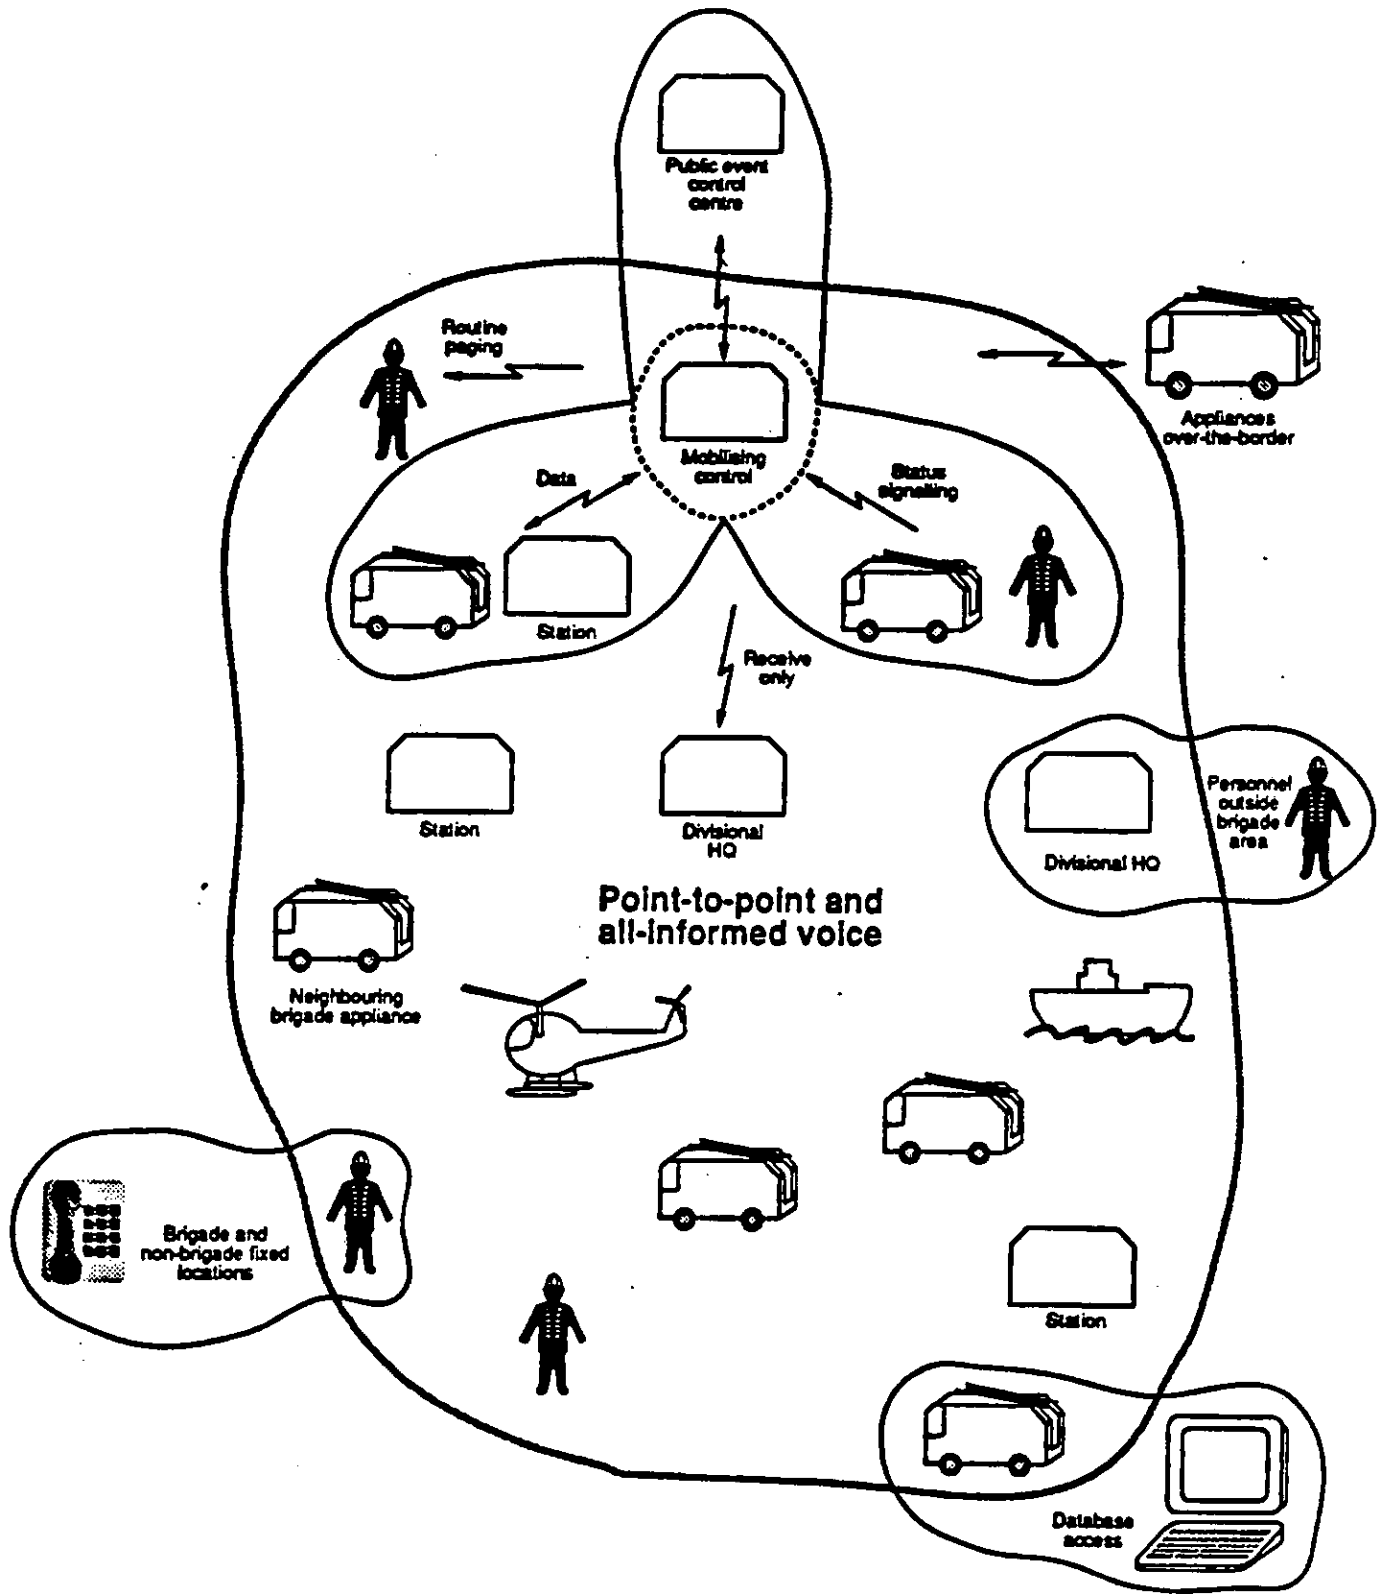 Public event
control
centre
Routine
paging
Appliances
over-the-border
Mobilising
control
Data
Status
signalling
Station
Receive
only
Station
Divisional
HQ
Divisional HQ
Personnel
outside
brigade
area
Point-to-point and
all-informed voice
Neighbouring
brigade appliance
Brigade and
non-brigade fixed
locations
Station
Database
access